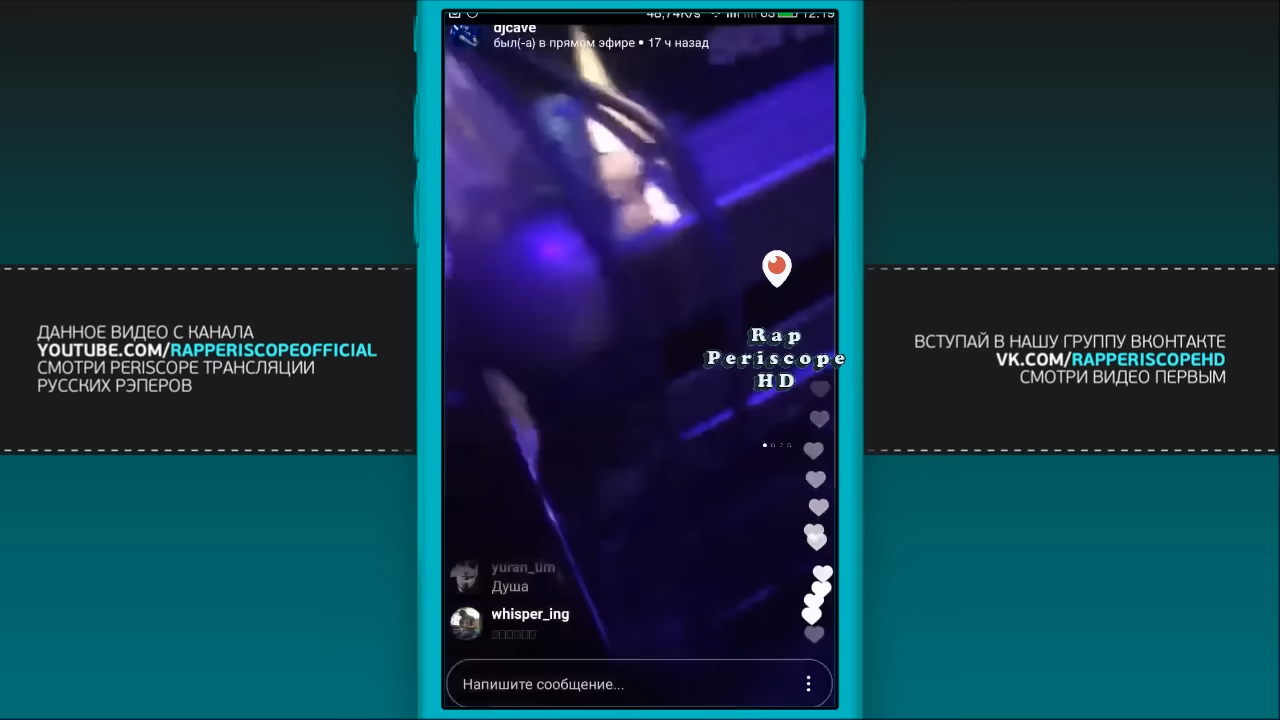 djcave
был(-а) в прямом эфире • 17 ч назад
ДАННОЕ ВИДЕО С КАНАЛА
YOUTUBE.COM/RAPPERISCOPEOFFICIAL
СМОТРИ PERISCOPE ТРАНСЛЯЦИИ
РУССКИХ РЭПЕРОВ
Rap
Periscope
HD
ВСТУПАЙ В НАШУ ГРУППУ ВКОНТАКТЕ
VK.COM/RAPPERISCOPEHD
СМОТРИ ВИДЕО ПЕРВЫМ
yuran_tim
Душа
whisper_ing
Напишите сообщение...